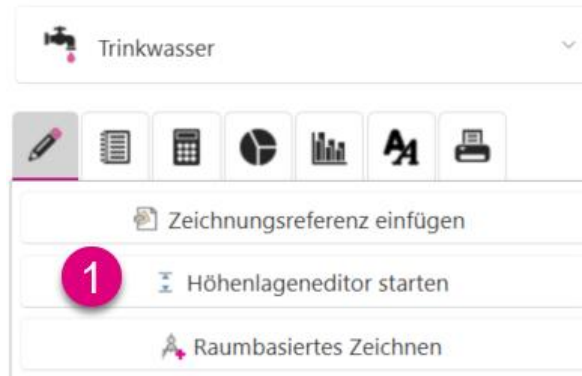 Trinkwasser
Zeichnungsreferenz einfügen
1 Höhenlageneditor starten
Raumbasiertes Zeichnen